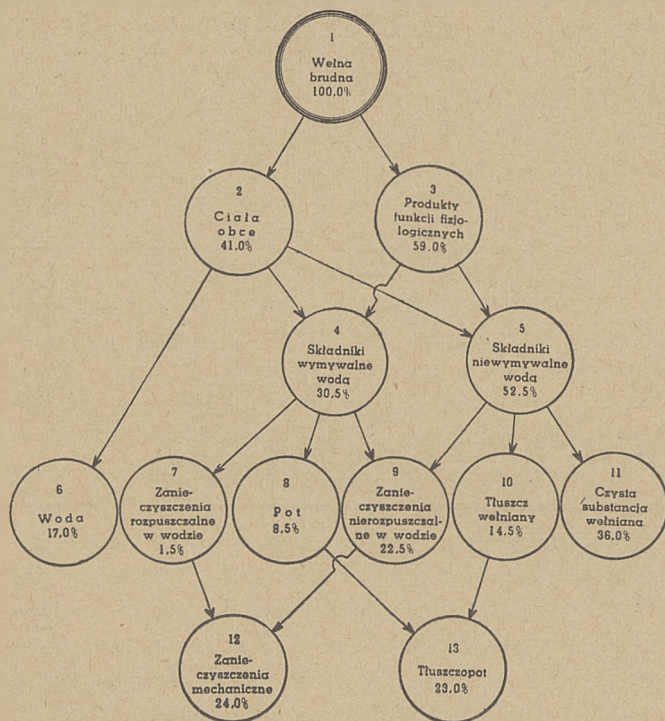 1
Wełna
brudna
100.0%
2
Ciała
obce
41.0%
3
Produkty
funkcji fizjo-
logicznych
59.0%
4
Składniki
wymywalne
wodą
30.5%
5
Składniki
niewymywalne
wodą
52.5%
6
Woda
17.0%
7
Zanie-
czyszczenia
rozpuszczalne
w wodzie
1.5%
8
Pot
8.5%
9
Zanie-
czyszczenia
nierozpuszczal-
ne w wodzie
22.5%
10
Tłuszcz
wełniany
14.5%
11
Czysta
substancja
wełniana
36.0%
12
Zanie-
czyszczenia
mechaniczne
24.0%
13
Tłuszczopot
23.0%